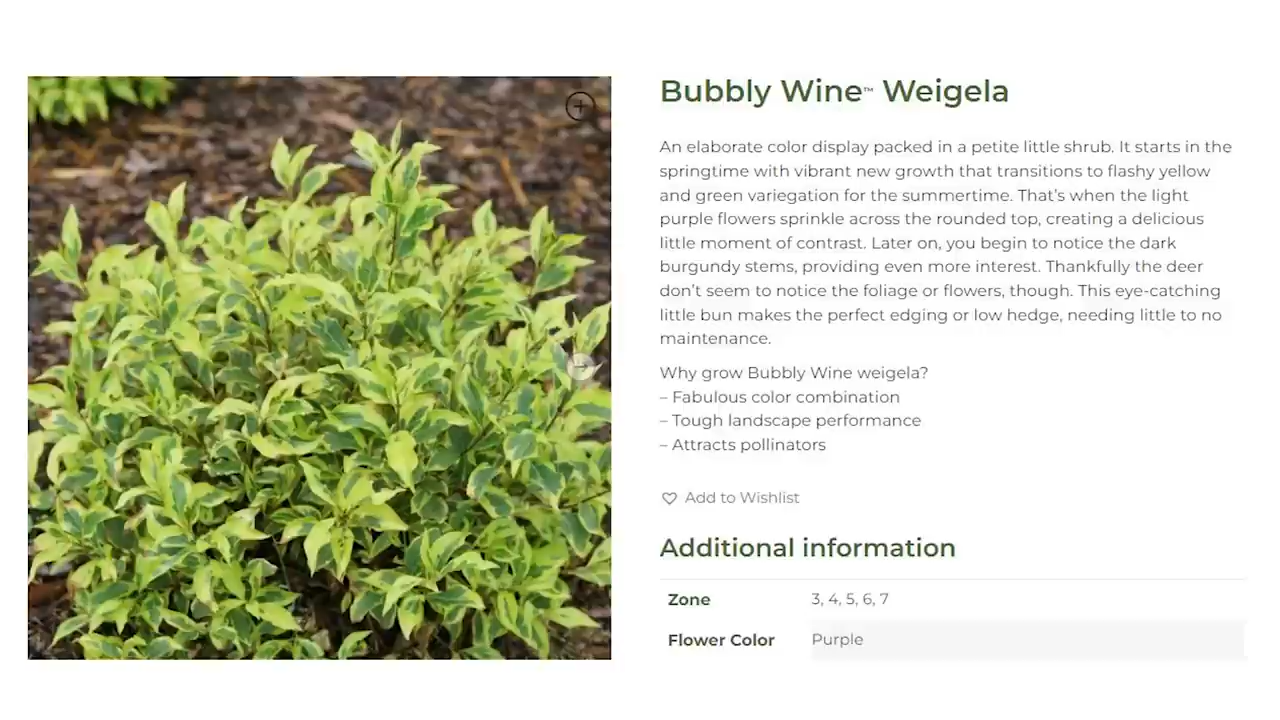 Bubbly Wine™ Weigela
An elaborate color display packed in a petite little shrub. It starts in the
springtime with vibrant new growth that transitions to flashy yellow
and green variegation for the summertime. That’s when the light
purple flowers sprinkle across the rounded top, creating a delicious
little moment of contrast. Later on, you begin to notice the dark
burgundy stems, providing even more interest. Thankfully the deer
don’t seem to notice the foliage or flowers, though. This eye-catching
little bun makes the perfect edging or low hedge, needing little to no
maintenance.
Why grow Bubbly Wine weigela?
– Fabulous color combination
– Tough landscape performance
– Attracts pollinators
Add to Wishlist
Additional information
Zone 3, 4, 5, 6, 7
Flower Color Purple